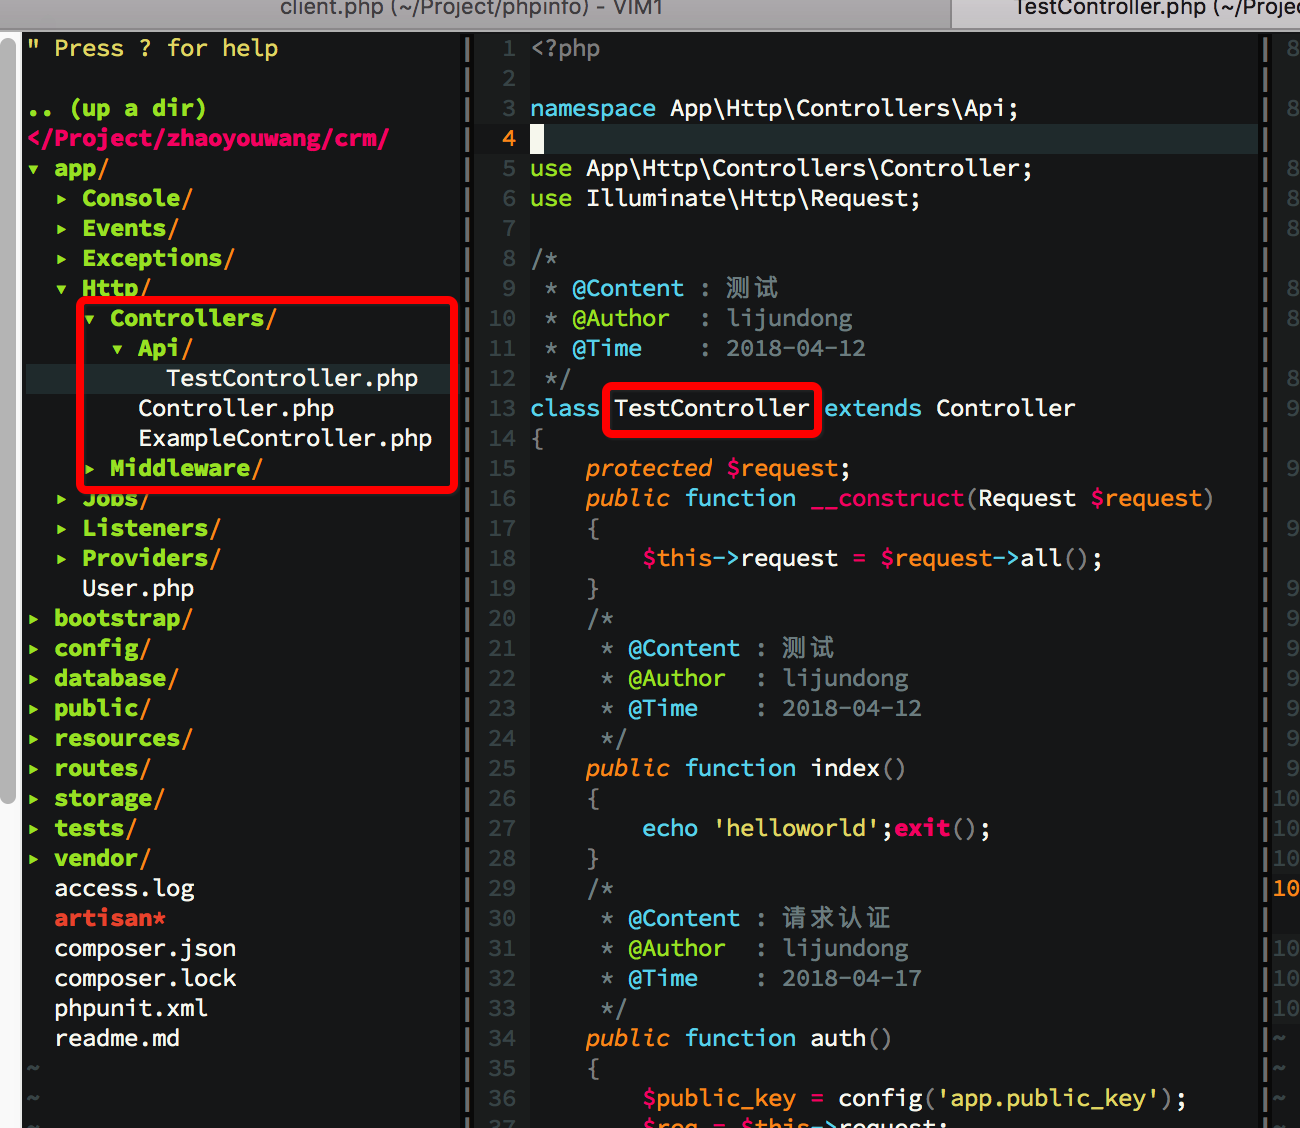 client.php (~/Project/phpinfo) - VIM1
TestController.php (~/Projec
" Press ? for help
.. (up a dir)
</Project/zhaoyouwang/crm/
▾ app/
▸ Console/
▸ Events/
▸ Exceptions/
▾ Http/
▾ Controllers/
▾ Api/
TestController.php
Controller.php
ExampleController.php
▸ Middleware/
▸ Jobs/
▸ Listeners/
▸ Providers/
User.php
▸ bootstrap/
▸ config/
▸ database/
▸ public/
▸ resources/
▸ routes/
▸ storage/
▸ tests/
▸ vendor/
access.log
artisan*
composer.json
composer.lock
phpunit.xml
readme.md
~
~
1 <?php
2
3 namespace App\Http\Controllers\Api;
4
5 use App\Http\Controllers\Controller;
6 use Illuminate\Http\Request;
7
8 /*
9 * @Content : 测试
10 * @Author : lijundong
11 * @Time : 2018-04-12
12 */
13 class TestController extends Controller
14 {
15 protected $request;
16 public function __construct(Request $request)
17 {
18 $this->request = $request->all();
19 }
20 /*
21 * @Content : 测试
22 * @Author : lijundong
23 * @Time : 2018-04-12
24 */
25 public function index()
26 {
27 echo 'helloworld';exit();
28 }
29 /*
30 * @Content : 请求认证
31 * @Author : lijundong
32 * @Time : 2018-04-17
33 */
34 public function auth()
35 {
36 $public_key = config('app.public_key');
37 $req = $this->request;